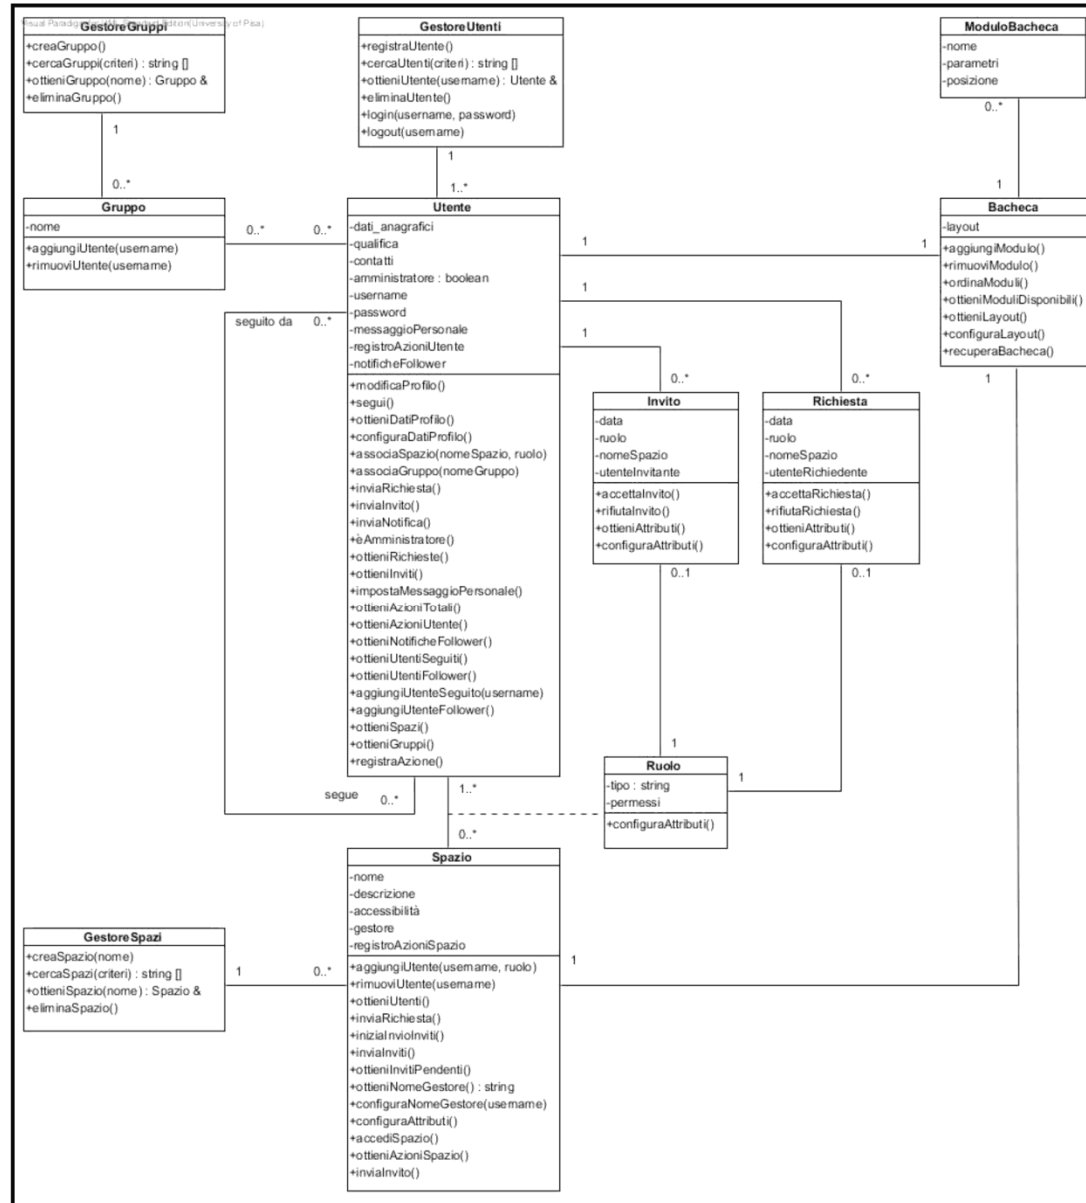 Visual Paradigm for UML Standard Edition(University of Pisa)
GestoreGruppi
+creaGruppo()
+cercaGruppi(criteri) : string []
+ottieniGruppo(nome) : Gruppo &
+eliminaGruppo()
GestoreUtenti
+registraUtente()
+cercaUtenti(criteri) : string []
+ottieniUtente(username) : Utente &
+eliminaUtente()
+login(username, password)
+logout(username)
ModuloBacheca
-nome
-parametri
-posizione
1
0..*
1
1..*
0..*
1
Gruppo
-nome
+aggiungiUtente(username)
+rimuoviUtente(username)
0..*
0..*
Utente
-dati_anagrafici
-qualifica
-contatti
-amministratore : boolean
-username
-password
-messaggioPersonale
-registroAzioniUtente
-notificheFollower
+modificaProfilo()
+segui()
+ottieniDatiProfilo()
+configuraDatiProfilo()
+associaSpazio(nomeSpazio, ruolo)
+associaGruppo(nomeGruppo)
+inviaRichiesta()
+inviaInvito()
+inviaNotifica()
+èAmministratore()
+ottieniRichieste()
+ottieniInviti()
+impostaMessaggioPersonale()
+ottieniAzioniTotali()
+ottieniAzioniUtente()
+ottieniNotificheFollower()
+ottieniUtentiSeguiti()
+ottieniUtentiFollower()
+aggiungiUtenteSeguito(username)
+aggiungiUtenteFollower()
+ottieniSpazi()
+ottieniGruppi()
+registraAzione()
seguito da
0..*
segue
0..*
1
1
1
1
Bacheca
-layout
+aggiungiModulo()
+rimuoviModulo()
+ordinaModuli()
+ottieniModuliDisponibili()
+ottieniLayout()
+configuraLayout()
+recuperaBacheca()
1
0..*
0..*
Invito
-data
-ruolo
-nomeSpazio
-utenteInvitante
+accettaInvito()
+rifiutaInvito()
+ottieniAttributi()
+configuraAttributi()
0..1
Richiesta
-data
-ruolo
-nomeSpazio
-utenteRichiedente
+accettaRichiesta()
+rifiutaRichiesta()
+ottieniAttributi()
+configuraAttributi()
0..1
1
1
Ruolo
-tipo : string
-permessi
+configuraAttributi()
1..*
0..*
Spazio
-nome
-descrizione
-accessibilità
-gestore
-registroAzioniSpazio
+aggiungiUtente(username, ruolo)
+rimuoviUtente(username)
+ottieniUtenti()
+inviaRichiesta()
+iniziaInvioInviti()
+inviaInviti()
+ottieniInvitiPendenti()
+ottieniNomeGestore() : string
+configuraNomeGestore(username)
+configuraAttributi()
+accediSpazio()
+ottieniAzioniSpazio()
+inviaInvito()
1
GestoreSpazi
+creaSpazio(nome)
+cercaSpazi(criteri) : string []
+ottieniSpazio(nome) : Spazio &
+eliminaSpazio()
1
0..*